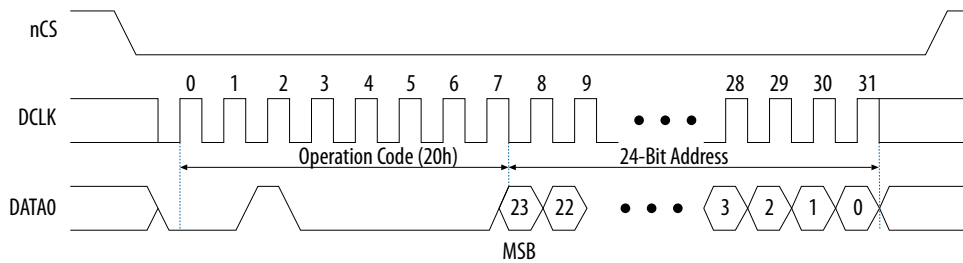 nCS
0 1 2 3 4 5 6 7 8 9 28 29 30 31
DCLK
Operation Code (20h) 24-Bit Address
DATA0 23 22 3 2 1 0
MSB